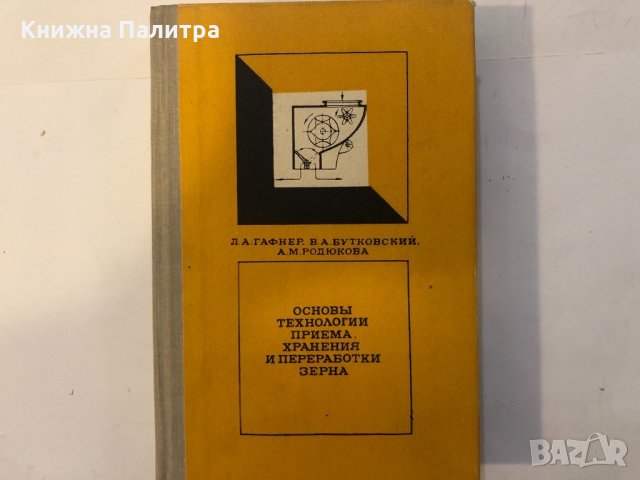 Книжна Палитра
Л.А.ГАФНЕР, В.А.БУТКОВСКИЙ,
А.М.РОДЮКОВА
ОСНОВЫ
ТЕХНОЛОГИИ
ПРИЕМА,
ХРАНЕНИЯ
И ПЕРЕРАБОТКИ
ЗЕРНА
BAZAR